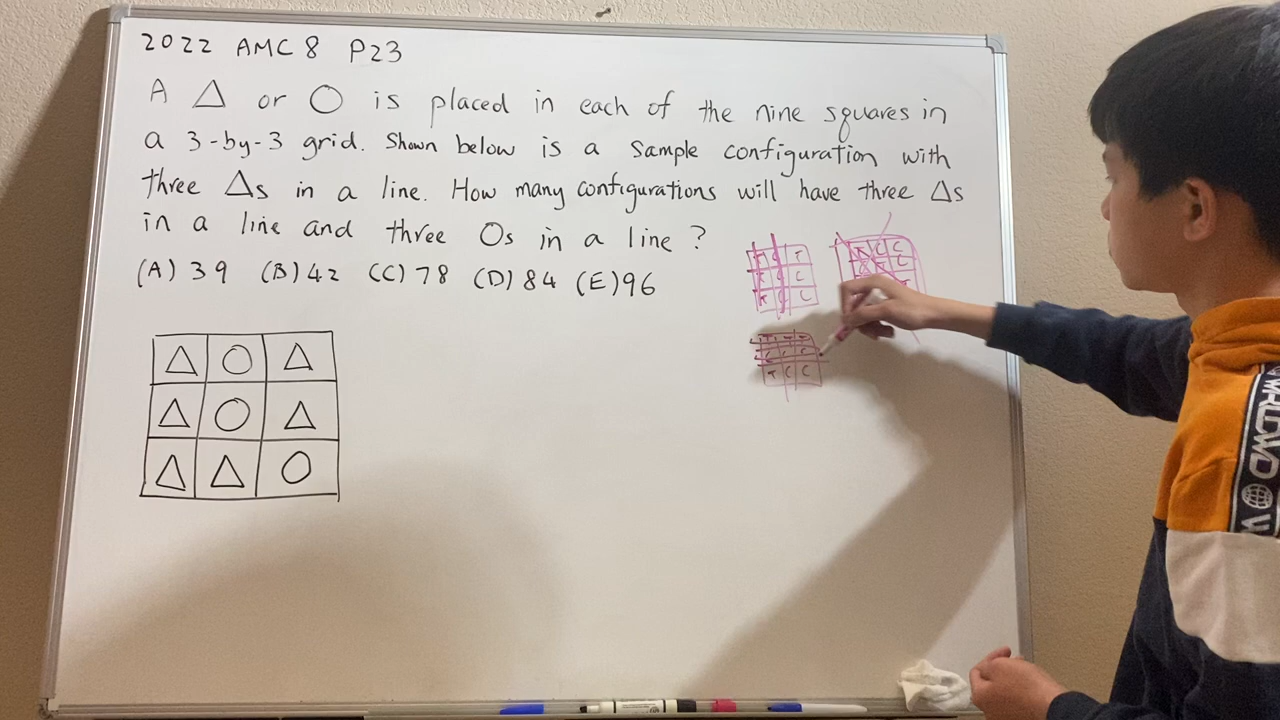 2022 AMC 8 P23
A △ or ○ is placed in each of the nine squares in
a 3-by-3 grid. Shown below is a sample configuration with
three △s in a line. How many configurations will have three △s
in a line and three Os in a line?
(A) 39 (B) 42 (C) 78 (D) 84 (E) 96
T C T
T C C
T C C
T C C
T C C
WRLDWD